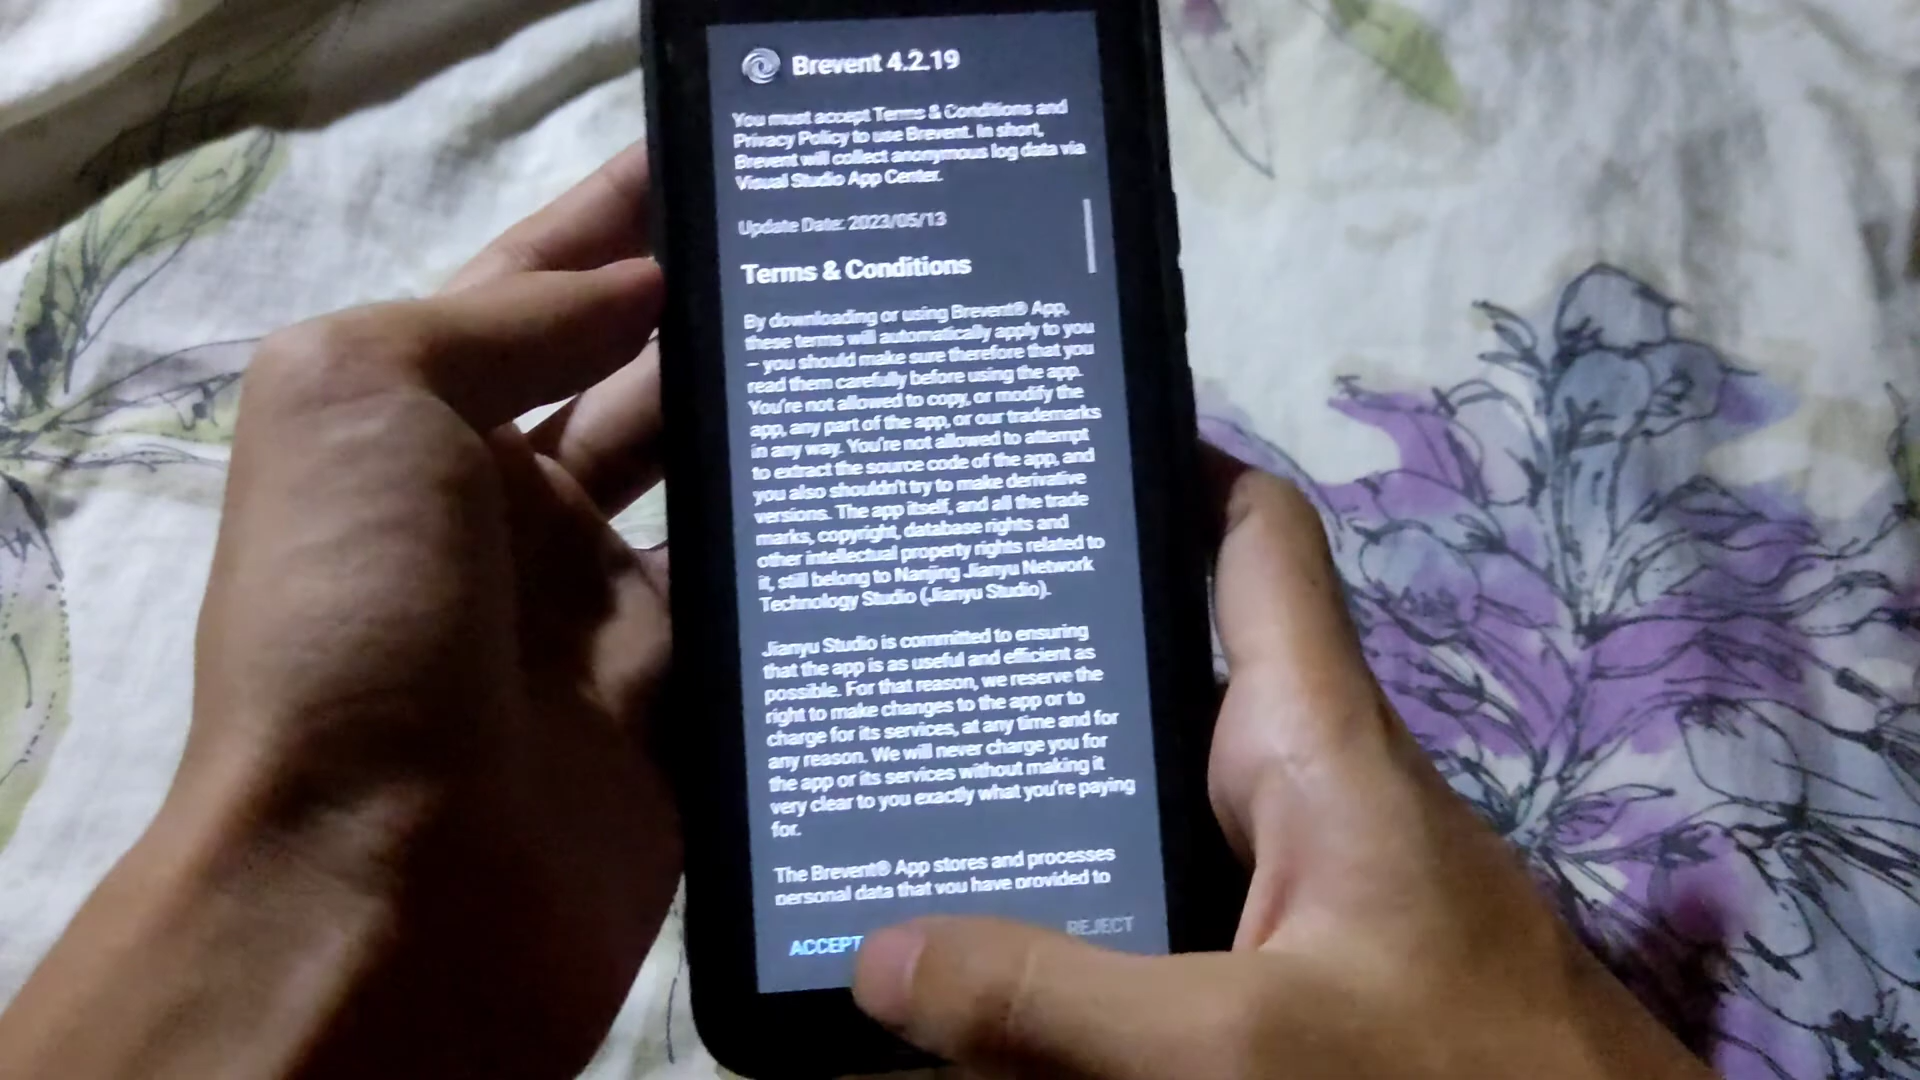 Brevent 4.2.19
You must accept Terms & Conditions and
Privacy Policy to use Brevent. In short,
Brevent will collect anonymous log data via
Visual Studio App Center.
Update Date: 2023/05/13
Terms & Conditions
By downloading or using Brevent® App,
these terms will automatically apply to you
– you should make sure therefore that you
read them carefully before using the app.
You're not allowed to copy, or modify the
app, any part of the app, or our trademarks
in any way. You're not allowed to attempt
to extract the source code of the app, and
you also shouldn't try to make derivative
versions. The app itself, and all the trade
marks, copyright, database rights and
other intellectual property rights related to
it, still belong to Nanjing Jianyu Network
Technology Studio (Jianyu Studio).
Jianyu Studio is committed to ensuring
that the app is as useful and efficient as
possible. For that reason, we reserve the
right to make changes to the app or to
charge for its services, at any time and for
any reason. We will never charge you for
the app or its services without making it
very clear to you exactly what you're paying
for.
The Brevent® App stores and processes
personal data that you have provided to
ACCEPT
REJECT